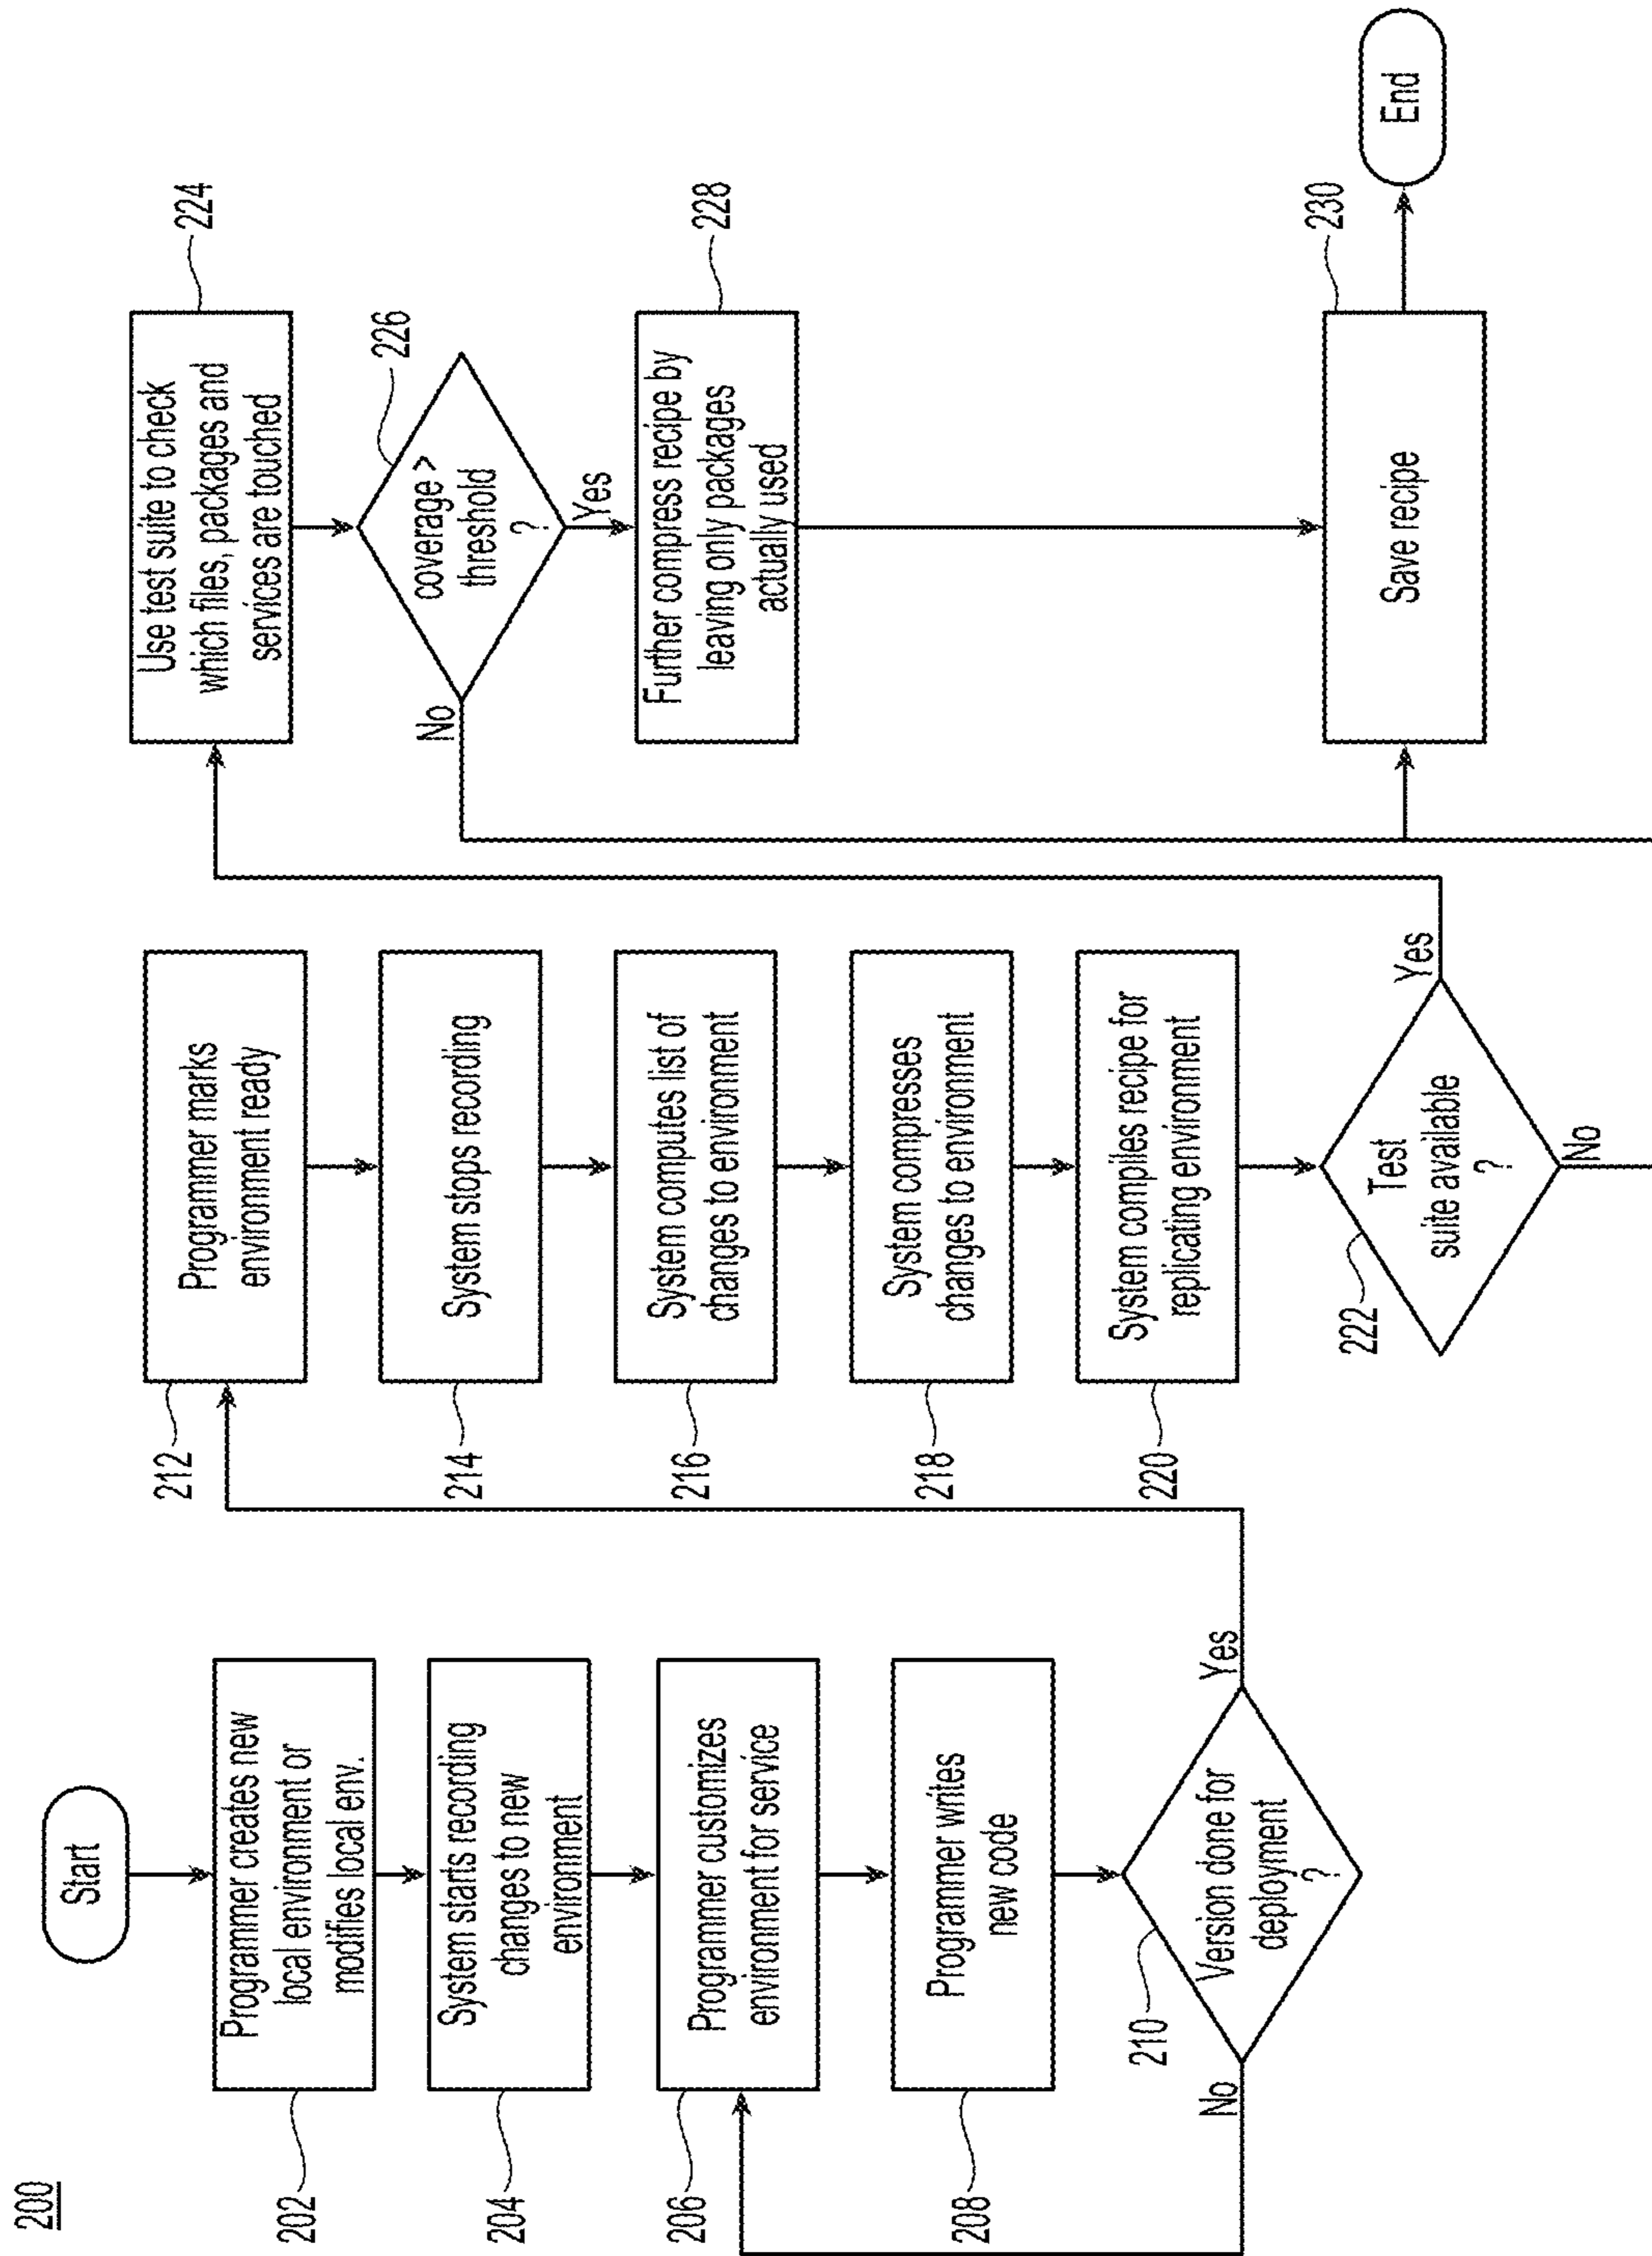 200
Start
202
Programmer creates new
local environment or
modifies local env.
204
System starts recording
changes to new
environment
206
Programmer customizes
environment for service
208
Programmer writes
new code
210
Version done for
deployment
?
No
Yes
212
Programmer marks
environment ready
214
System stops recording
216
System computes list of
changes to environment
218
System compresses
changes to environment
220
System compiles recipe for
replicating environment
222
Test
suite available
?
Yes
No
224
Use test suite to check
which files, packages and
services are touched
226
coverage >
threshold
?
No
Yes
228
Further compress recipe by
leaving only packages
actually used
230
Save recipe
End